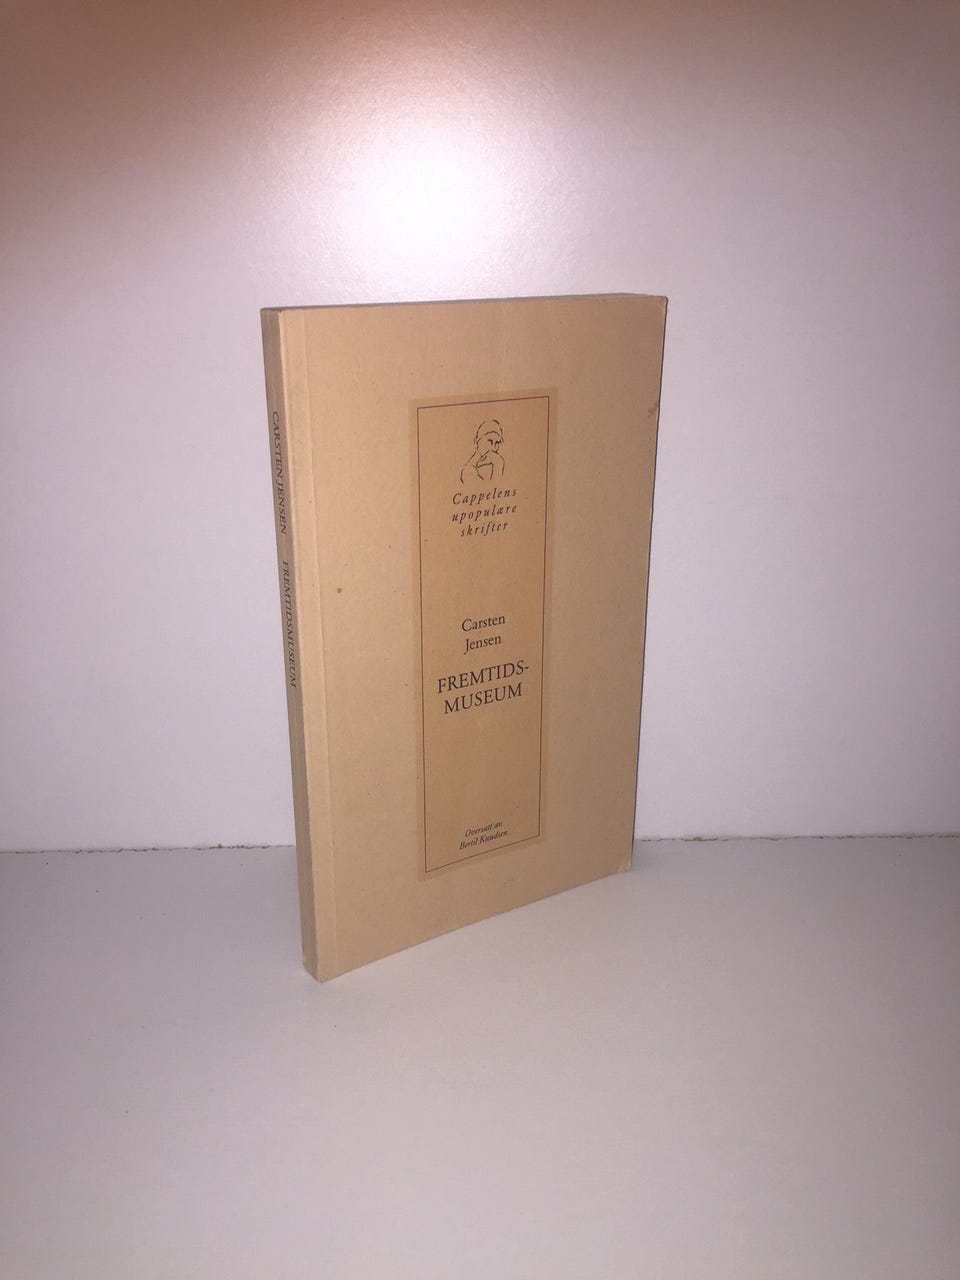 CARSTEN JENSEN FREMTIDSMUSEUM
Cappelens
upopulære
skrifter
Carsten
Jensen
FREMTIDS-
MUSEUM
Oversatt av
Bertil Knudsen